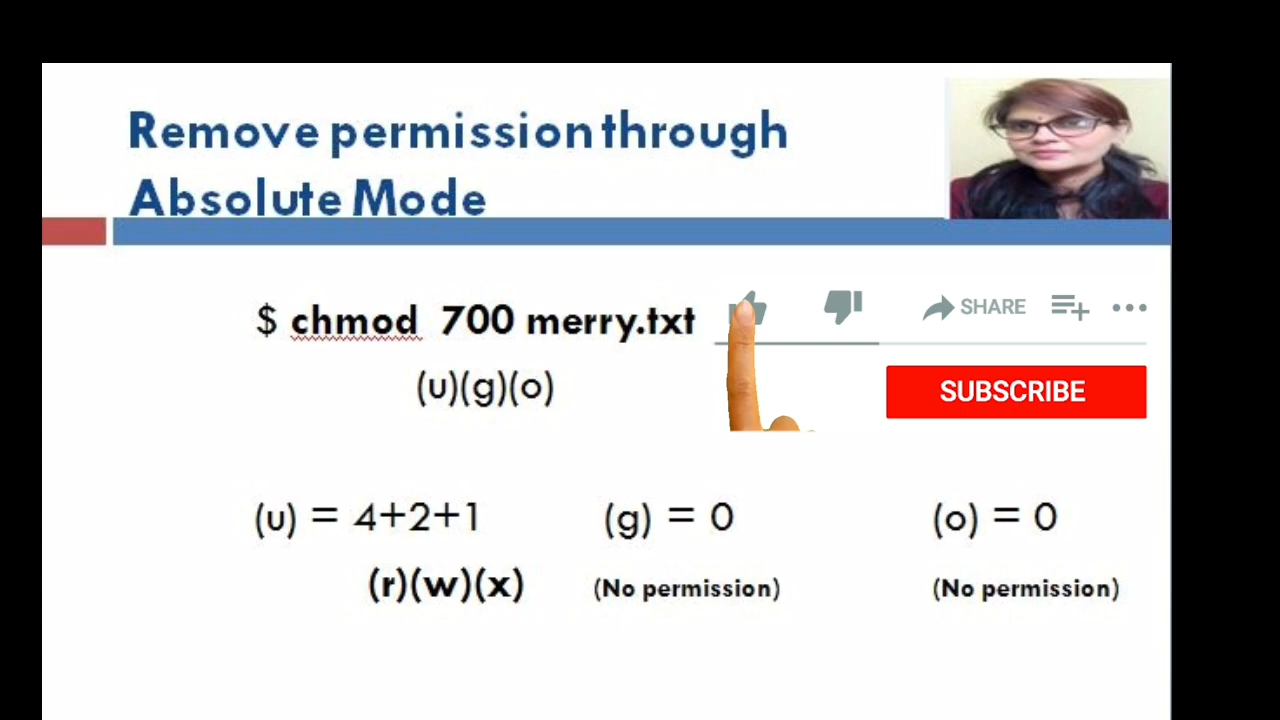 Remove permission through
Absolute Mode
$ chmod 700 merry.txt
(u)(g)(o)
SHARE
SUBSCRIBE
(u) = 4+2+1 (g) = 0 (o) = 0
(r)(w)(x) (No permission) (No permission)